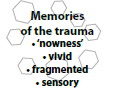 Memories
of the trauma
• ‘nowness’
• vivid
• fragmented
• sensory